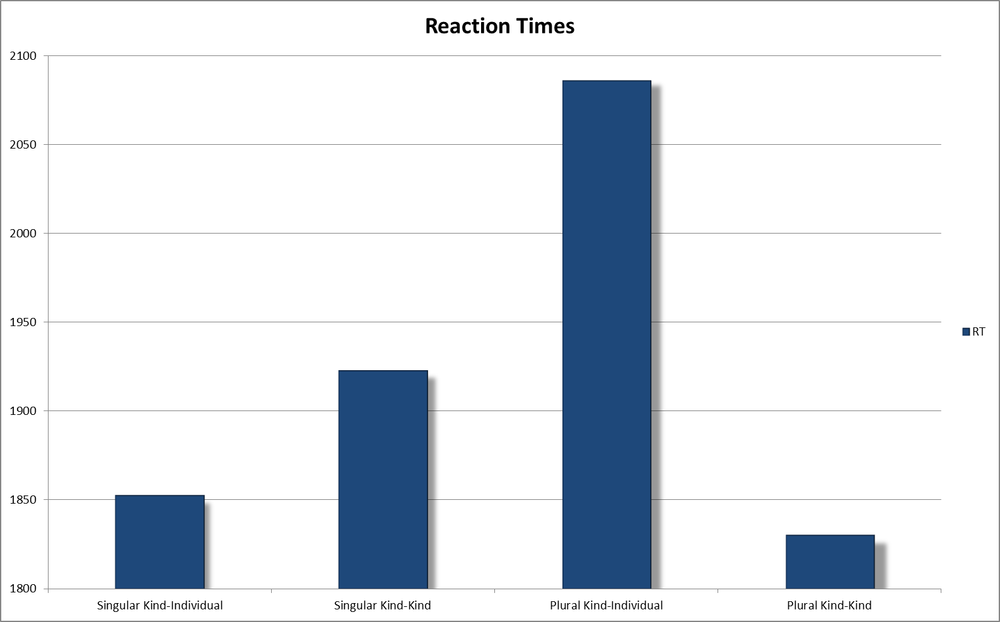 Reaction Times
2100
2050
2000
1950
1900
1850
1800
Singular Kind-Individual
Singular Kind-Kind
Plural Kind-Individual
Plural Kind-Kind
RT